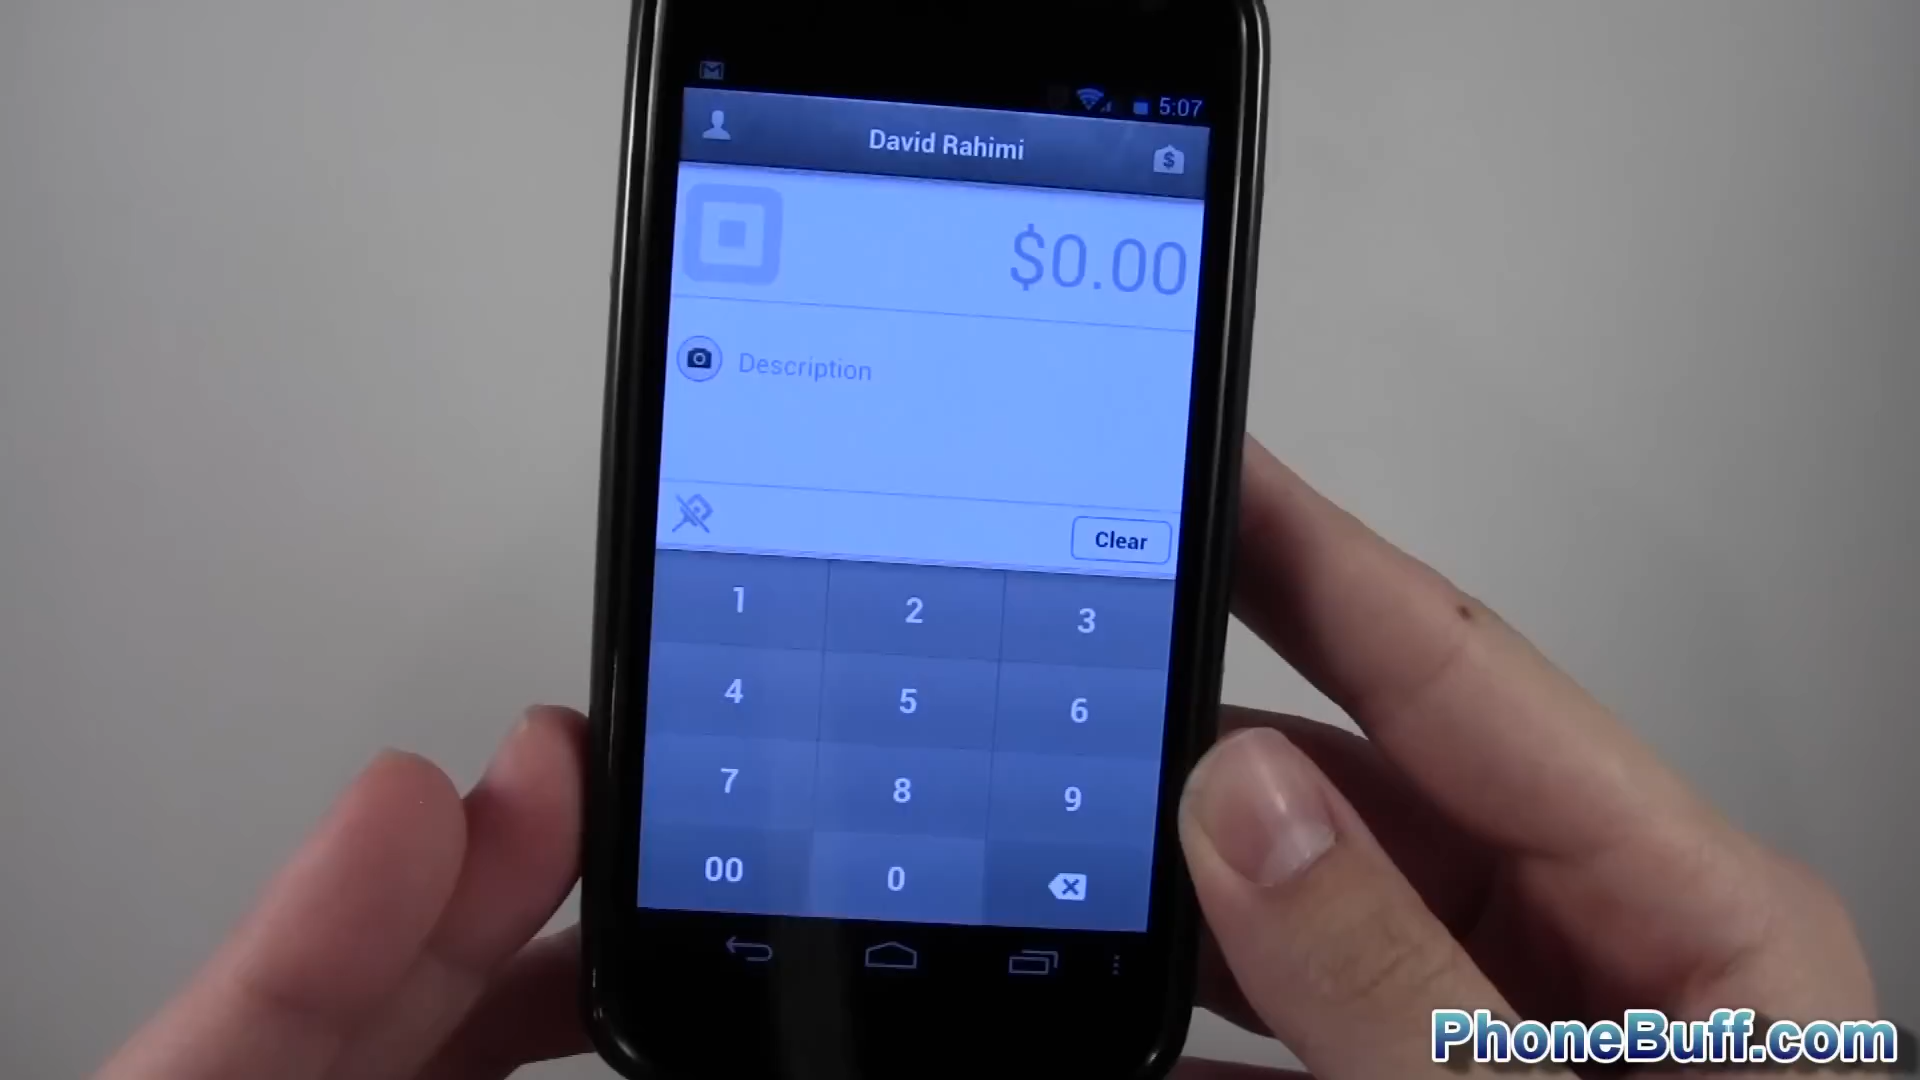 5:07
David Rahimi
$0.00
Description
Clear
1 2 3
4 5 6
7 8 9
00 0
PhoneBuff.com